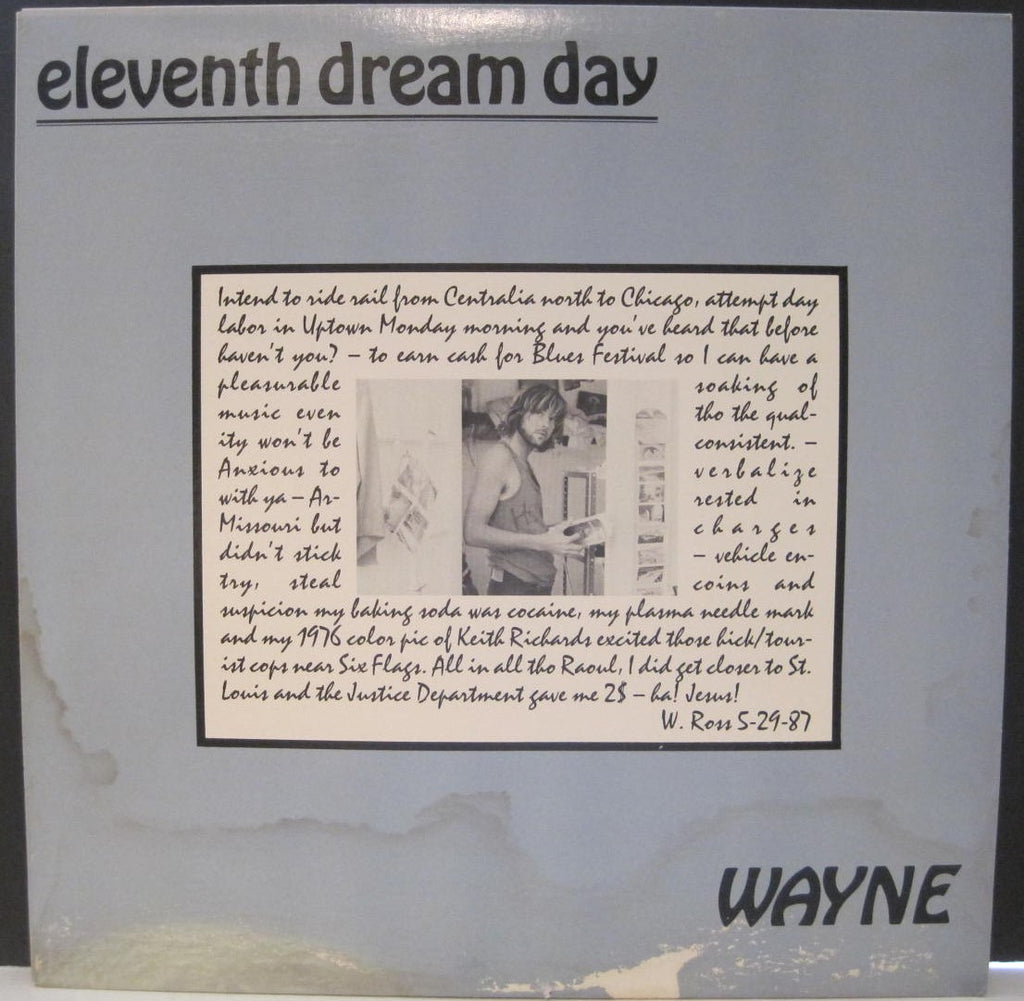 eleventh dream day
Intend to ride rail from Centralia north to Chicago, attempt day
labor in Uptown Monday morning and you've heard that before
haven't you? – to earn cash for Blues Festival so I can have a
pleasurable soaking of
music even tho the qual-
ity won't be consistent. –
Anxious to verbalize
with ya – Ar- rested in
Missouri but charges
didn't stick – vehicle en-
try, steal coins and
suspicion my baking soda was cocaine, my plasma needle mark
and my 1976 color pic of Keith Richards excited those hick/tour-
ist cops near Six Flags. All in all tho Raoul, I did get closer to St.
Louis and the Justice Department gave me 2$ – ha! Jesus!
W. Ross 5-29-87
WAYNE